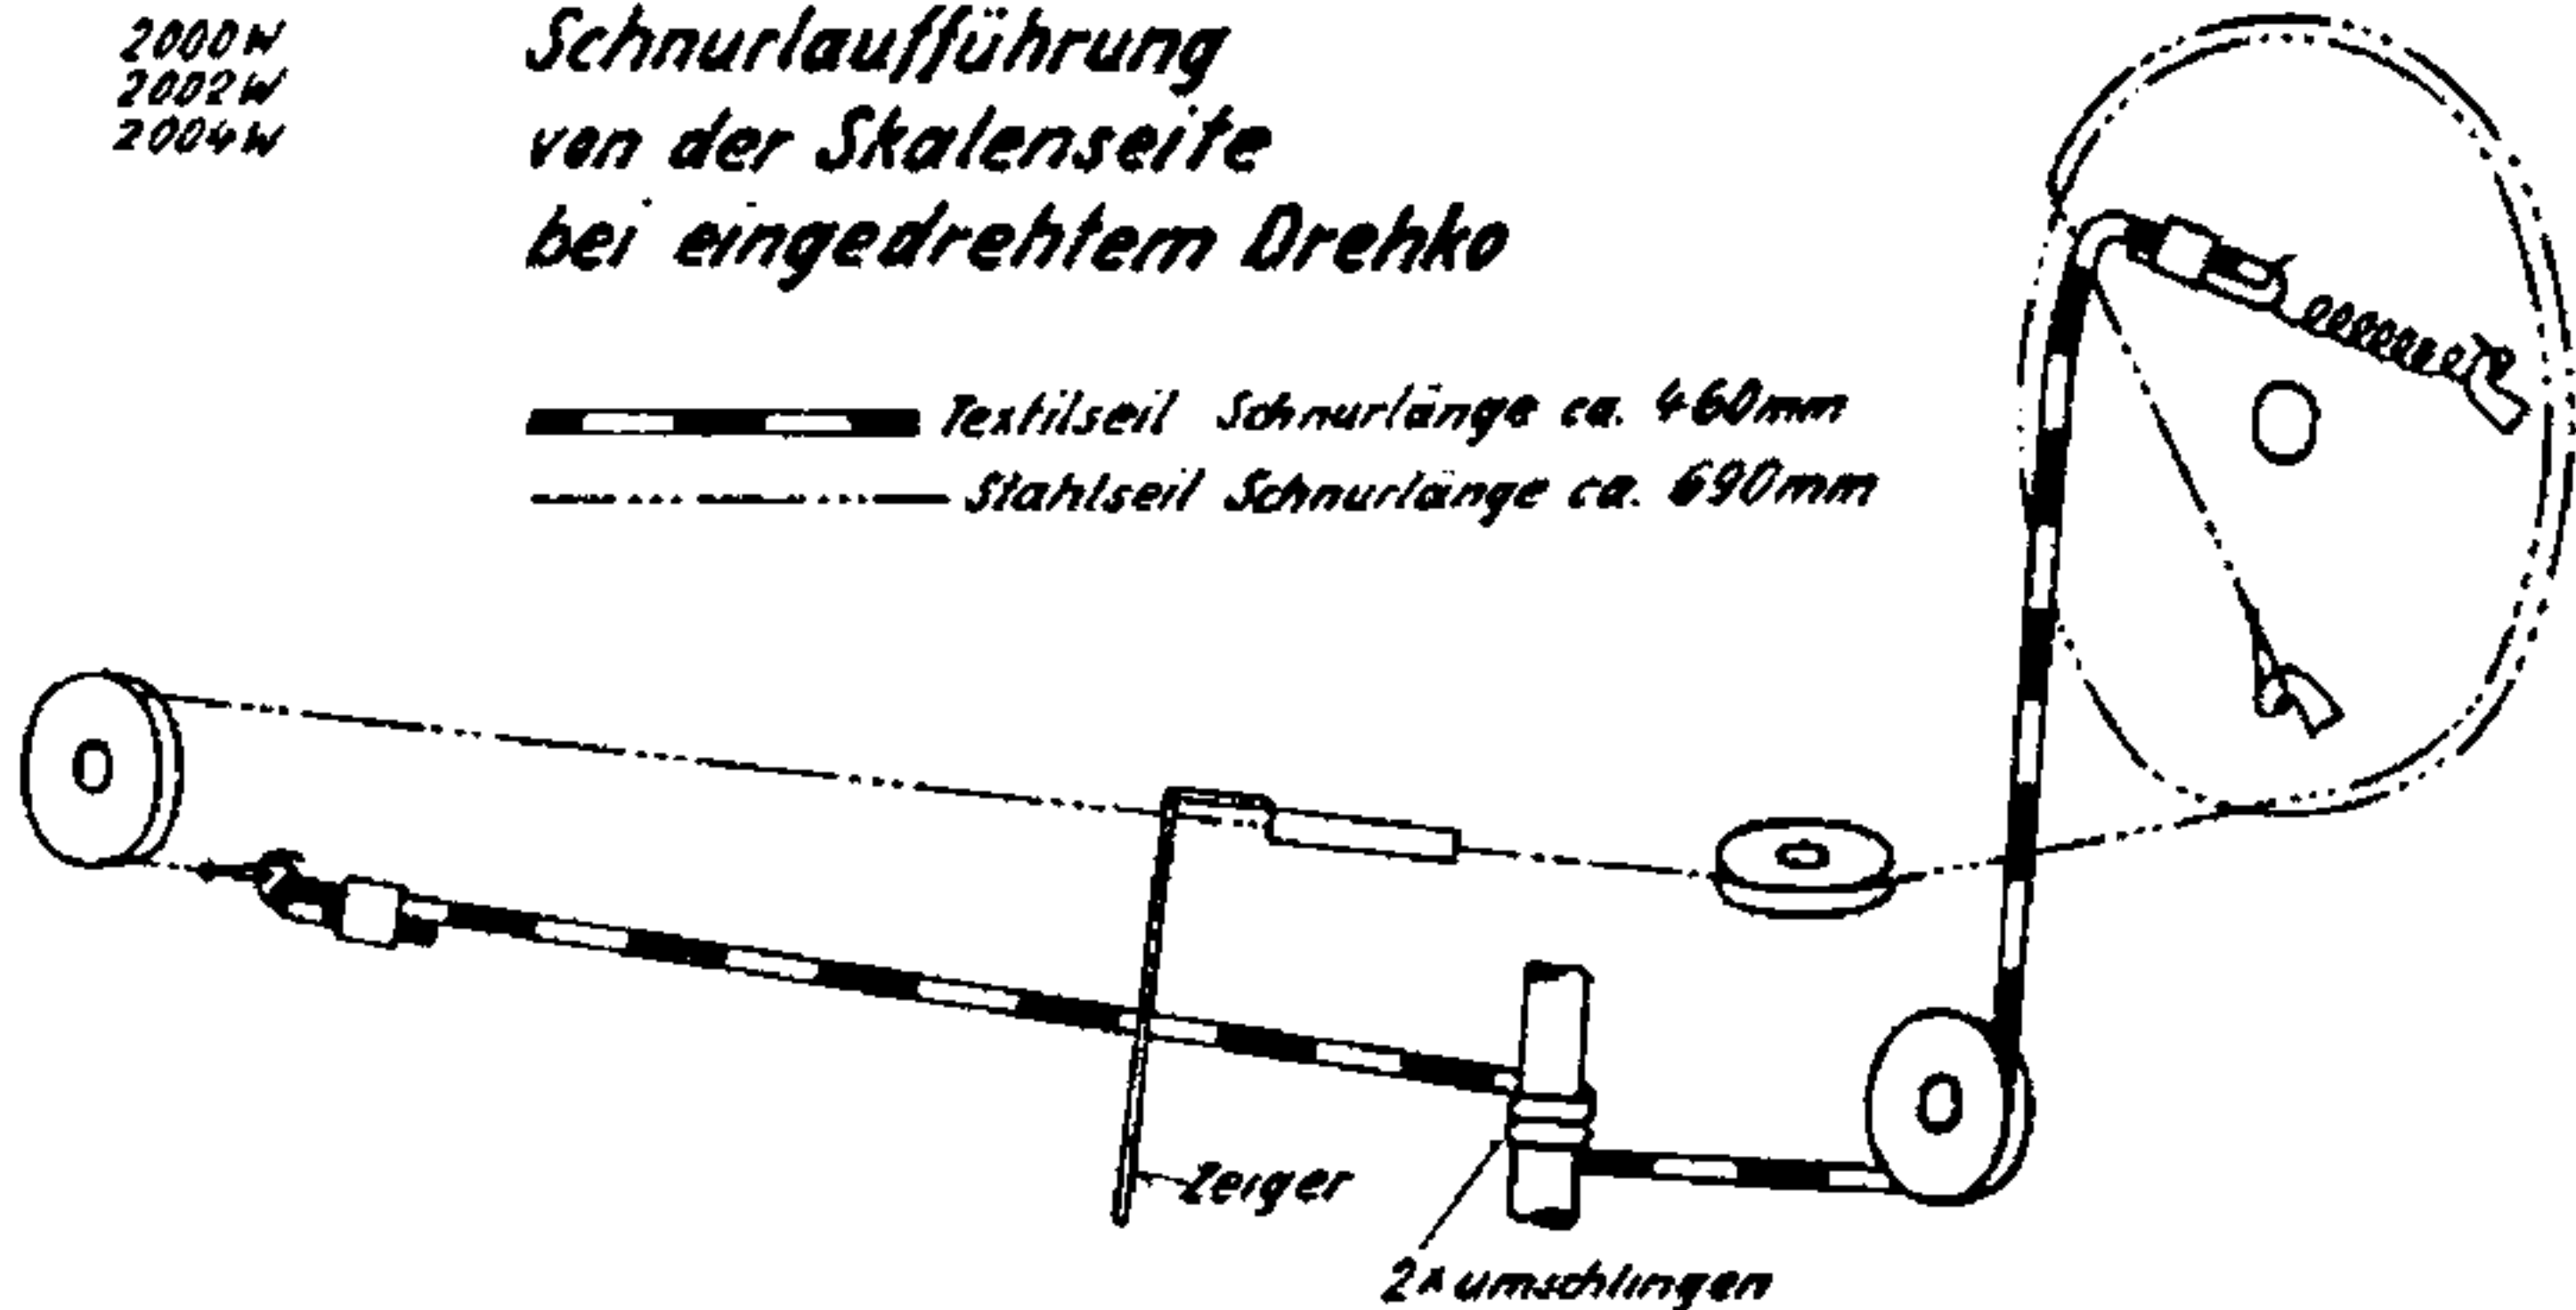 2000W
2002W
2004W
Schnurlaufführung
von der Skalenseite
bei eingedrehtem Drehko
Textilseil Schnurlänge ca. 460mm
Stahlseil Schnurlänge ca. 690mm
Zeiger
2x umschlingen